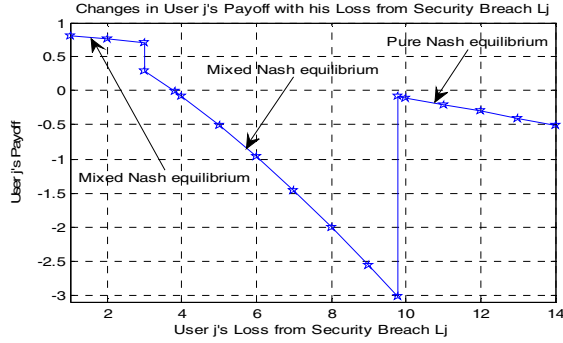 Changes in User j's Payoff with his Loss from Security Breach Lj
1
0.5
0
-0.5
-1
-1.5
-2
-2.5
-3
User j's Payoff
Pure Nash equilibrium
Mixed Nash equilibrium
Mixed Nash equilibrium
2
4
6
8
10
12
14
User j's Loss from Security Breach Lj